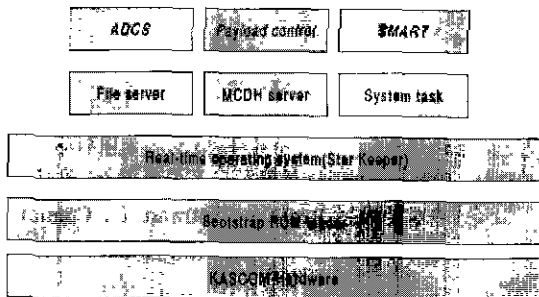 ADCS Payload control SMART
File server MCDH server System task
Real-time operating system(Star Keeper)
Bootstrap ROM
KASCOM Hardware